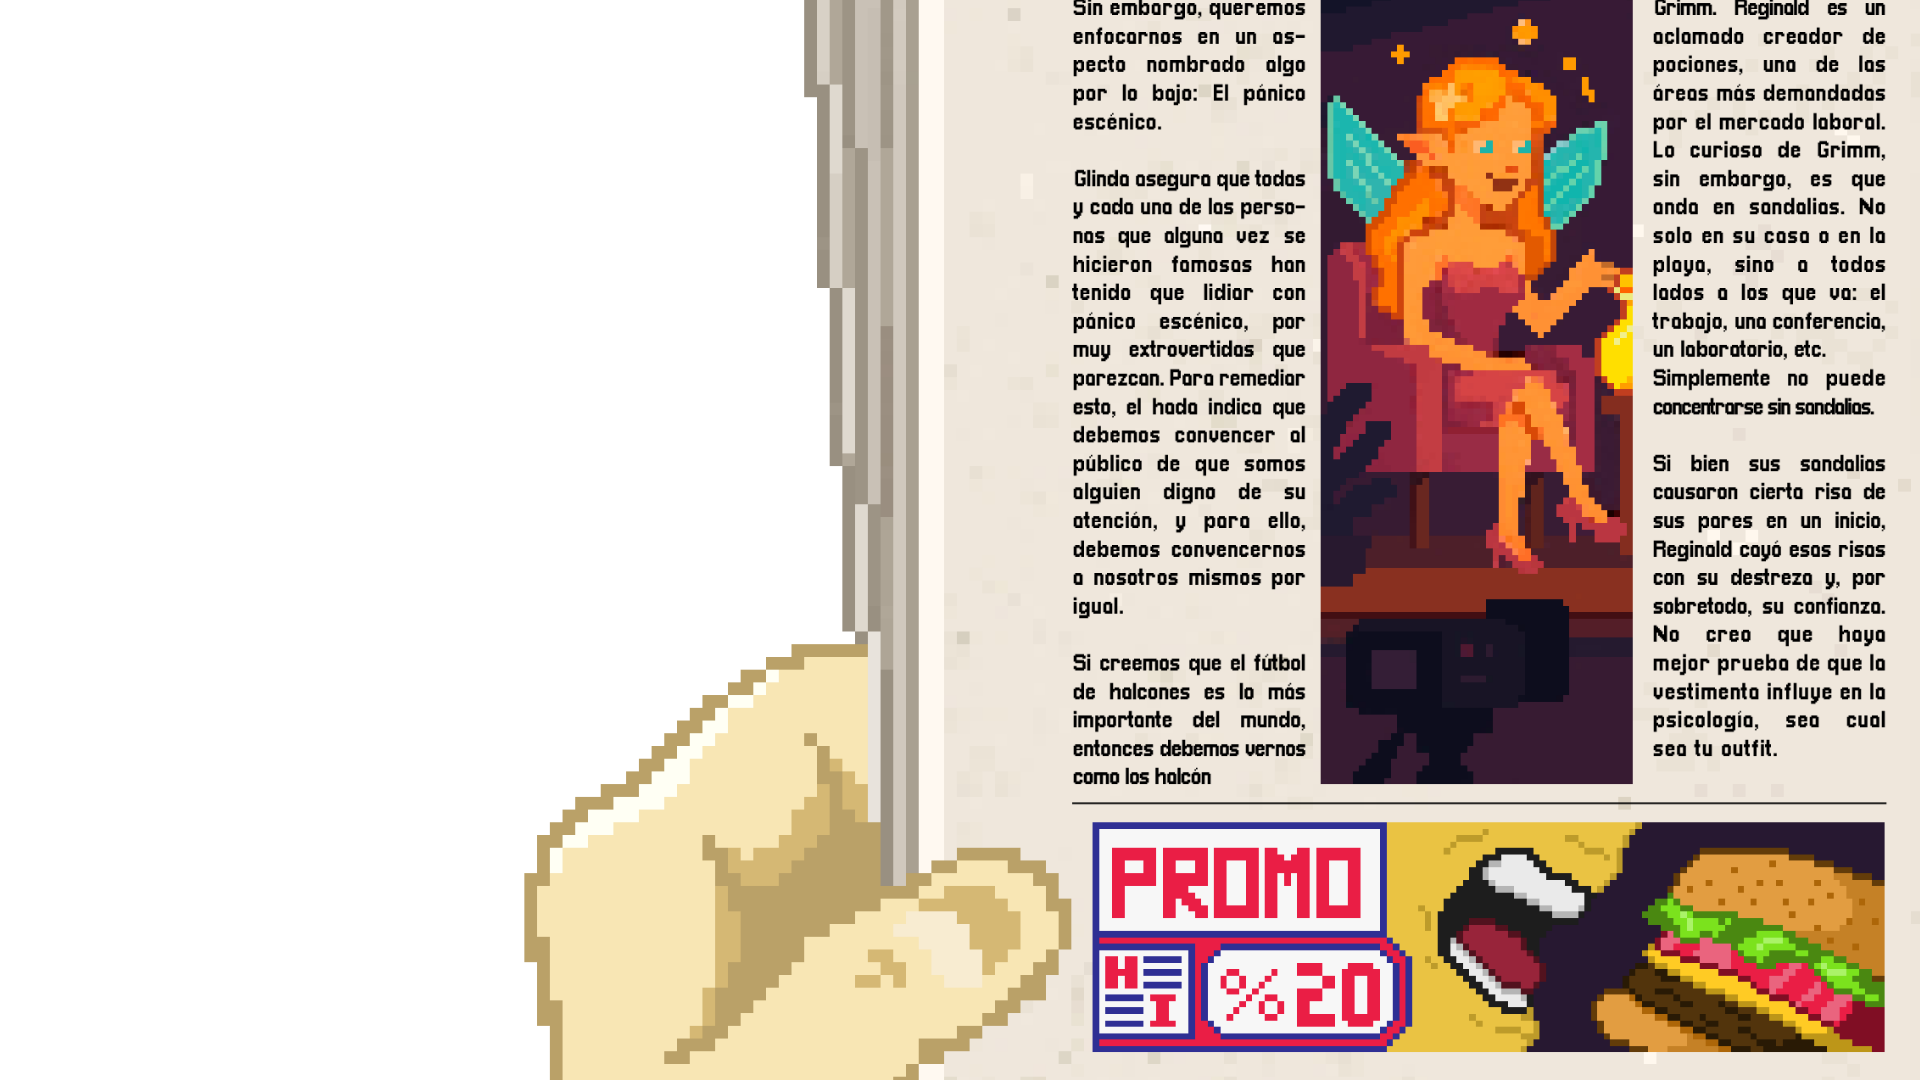 Sin embargo, queremos
enfocarnos en un as-
pecto nombrado algo
por lo bajo: El pánico
escénico.
Glinda asegura que todas
y cada una de las perso-
nas que alguna vez se
hicieron famosas han
tenido que lidiar con
pánico escénico, por
muy extrovertidas que
parezcan. Para remediar
esto, el hada indica que
debemos convencer al
público de que somos
alguien digno de su
atención, y para ello,
debemos convencernos
a nosotros mismos por
igual.
Si creemos que el fútbol
de halcones es lo más
importante del mundo,
entonces debemos vernos
como los halcón
Grimm. Reginald es un
aclamado creador de
pociones, una de las
áreas más demandadas
por el mercado laboral.
Lo curioso de Grimm,
sin embargo, es que
anda en sandalias. No
solo en su casa o en la
playa, sino a todos
lados a los que va: el
trabajo, una conferencia,
un laboratorio, etc.
Simplemente no puede
concentrarse sin sandalias.
Si bien sus sandalias
causaron cierta risa de
sus pares en un inicio,
Reginald cayó esas risas
con su destreza y, por
sobretodo, su confianza.
No creo que haya
mejor prueba de que la
vestimenta influye en la
psicología, sea cual
sea tu outfit.
PROMO
H
I
%20